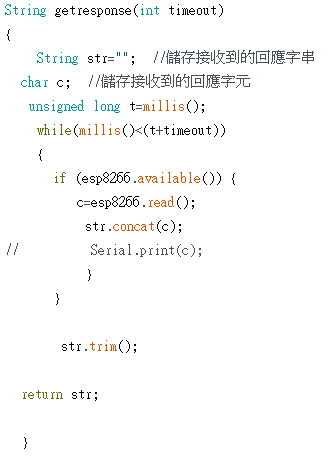 String getresponse(int timeout)
{
String str=""; //儲存接收到的回應字串
char c; //儲存接收到的回應字元
unsigned long t=millis();
while(millis()<(t+timeout))
{
if (esp8266.available()) {
c=esp8266.read();
str.concat(c);
// Serial.print(c);
}
}
str.trim();
return str;
}